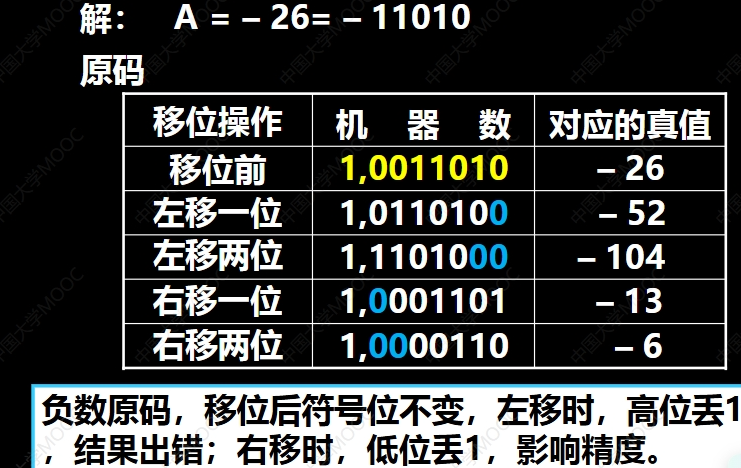 解： A = – 26= – 11010
原码
移位操作 机 器 数 对应的真值
移位前 1,0011010 – 26
左移一位 1,0110100 – 52
左移两位 1,1101000 – 104
右移一位 1,0001101 – 13
右移两位 1,0000110 – 6
负数原码，移位后符号位不变，左移时，高位丢1
，结果出错；右移时，低位丢1，影响精度。
中国大学MOOC